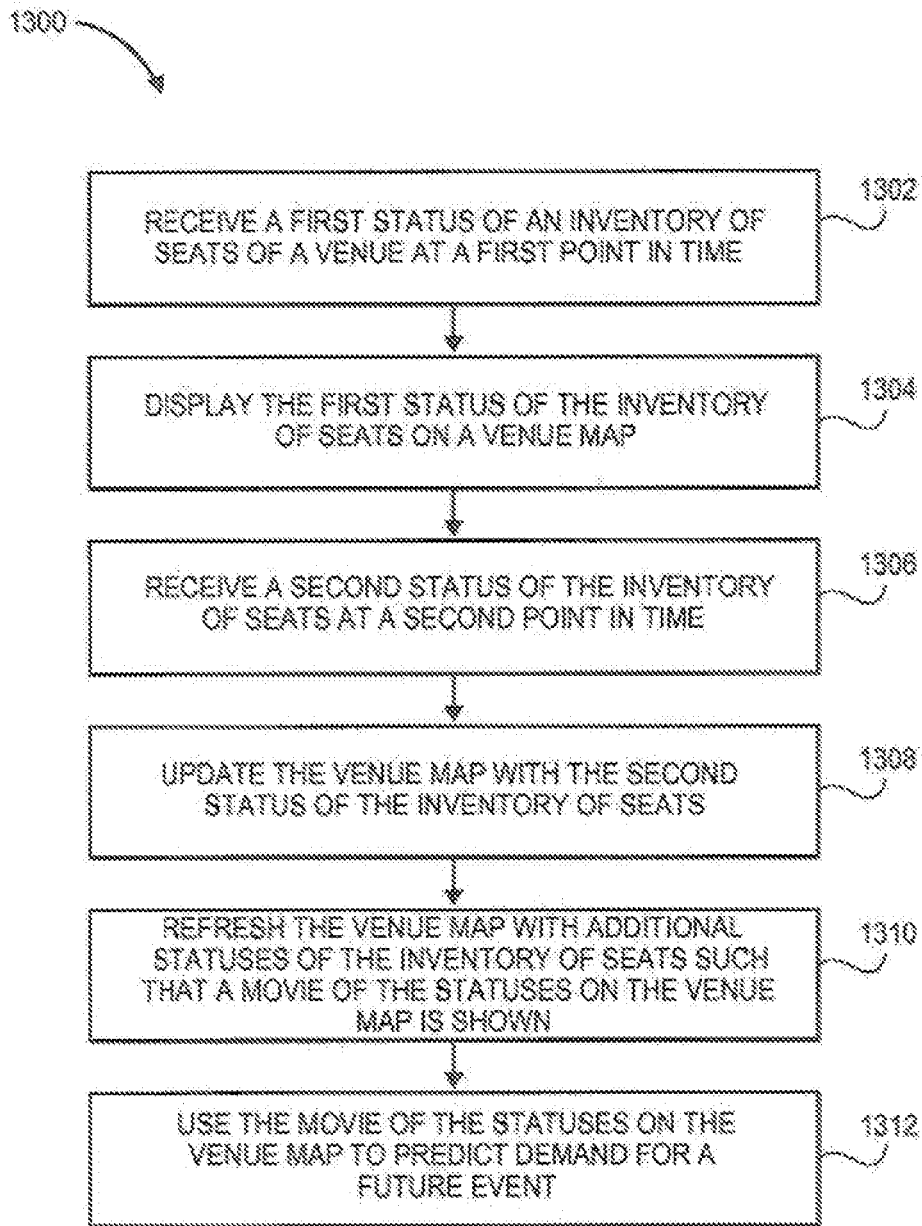 1300
RECEIVE A FIRST STATUS OF AN INVENTORY OF
SEATS OF A VENUE AT A FIRST POINT IN TIME
1302
DISPLAY THE FIRST STATUS OF THE INVENTORY
OF SEATS ON A VENUE MAP
1304
RECEIVE A SECOND STATUS OF THE INVENTORY
OF SEATS AT A SECOND POINT IN TIME
1306
UPDATE THE VENUE MAP WITH THE SECOND
STATUS OF THE INVENTORY OF SEATS
1308
REFRESH THE VENUE MAP WITH ADDITIONAL
STATUSES OF THE INVENTORY OF SEATS SUCH
THAT A MOVIE OF THE STATUSES ON THE VENUE
MAP IS SHOWN
1310
USE THE MOVIE OF THE STATUSES ON THE
VENUE MAP TO PREDICT DEMAND FOR A
FUTURE EVENT
1312